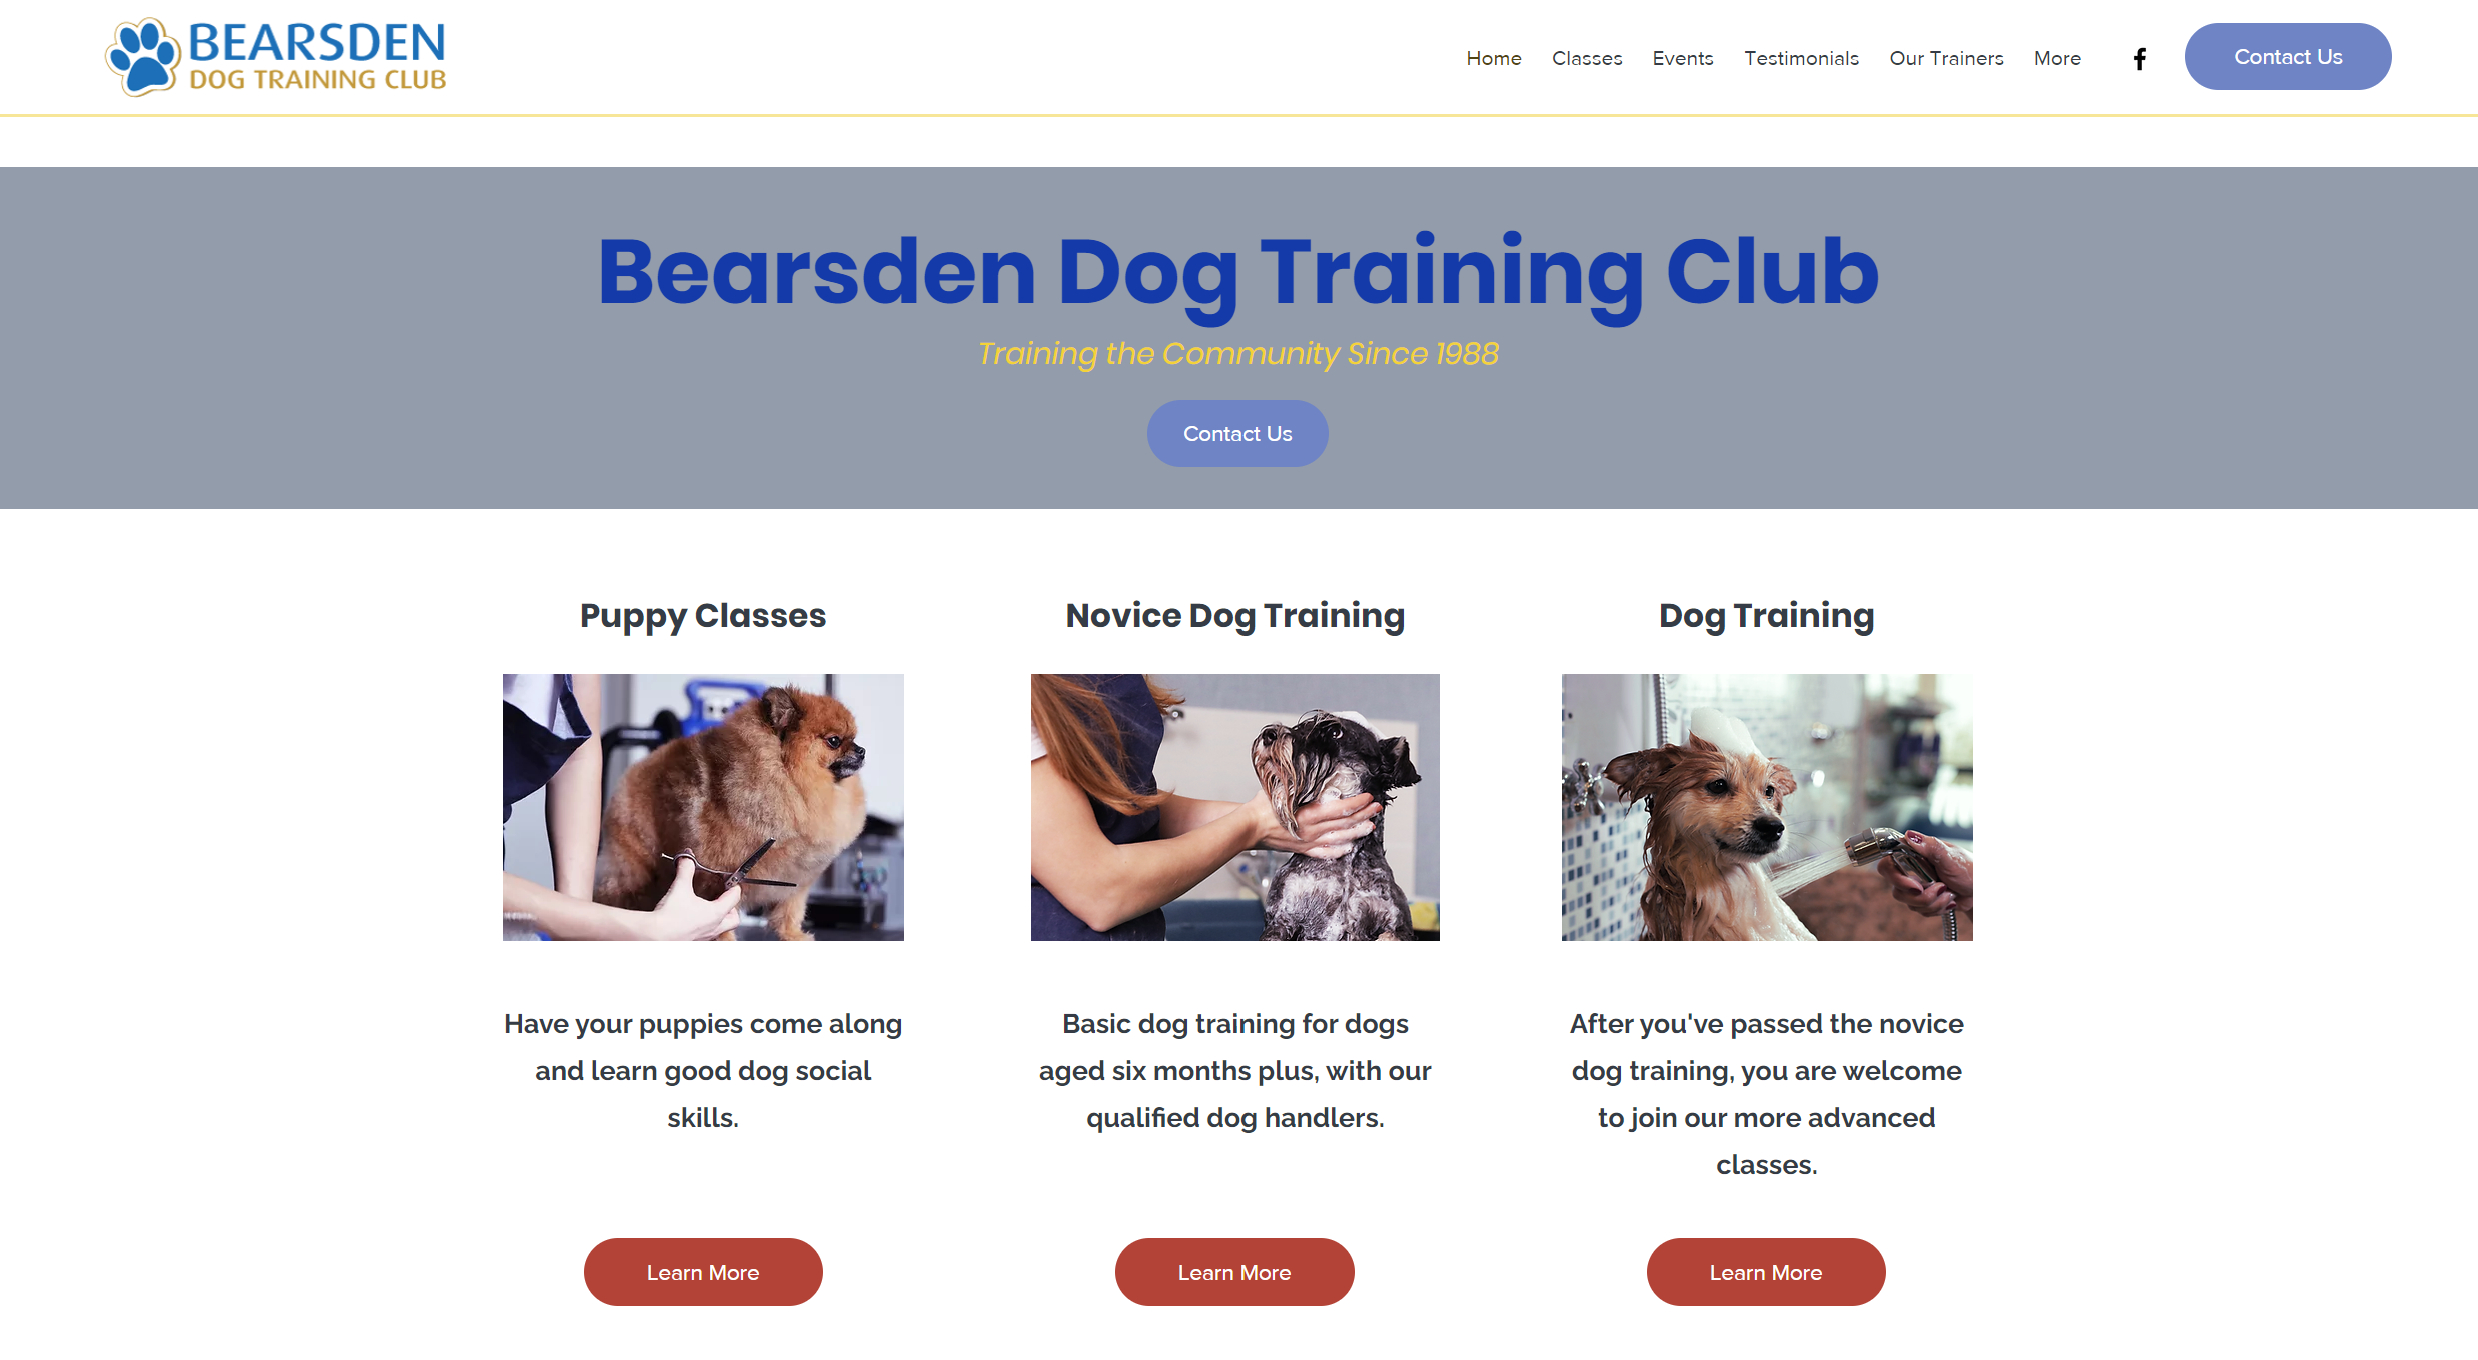 BEARSDEN
DOG TRAINING CLUB
Home Classes Events Testimonials Our Trainers More Contact Us
Bearsden Dog Training Club
Training the Community Since 1988
Contact Us
Puppy Classes
Have your puppies come along
and learn good dog social
skills.
Learn More
Novice Dog Training
Basic dog training for dogs
aged six months plus, with our
qualified dog handlers.
Learn More
Dog Training
After you've passed the novice
dog training, you are welcome
to join our more advanced
classes.
Learn More